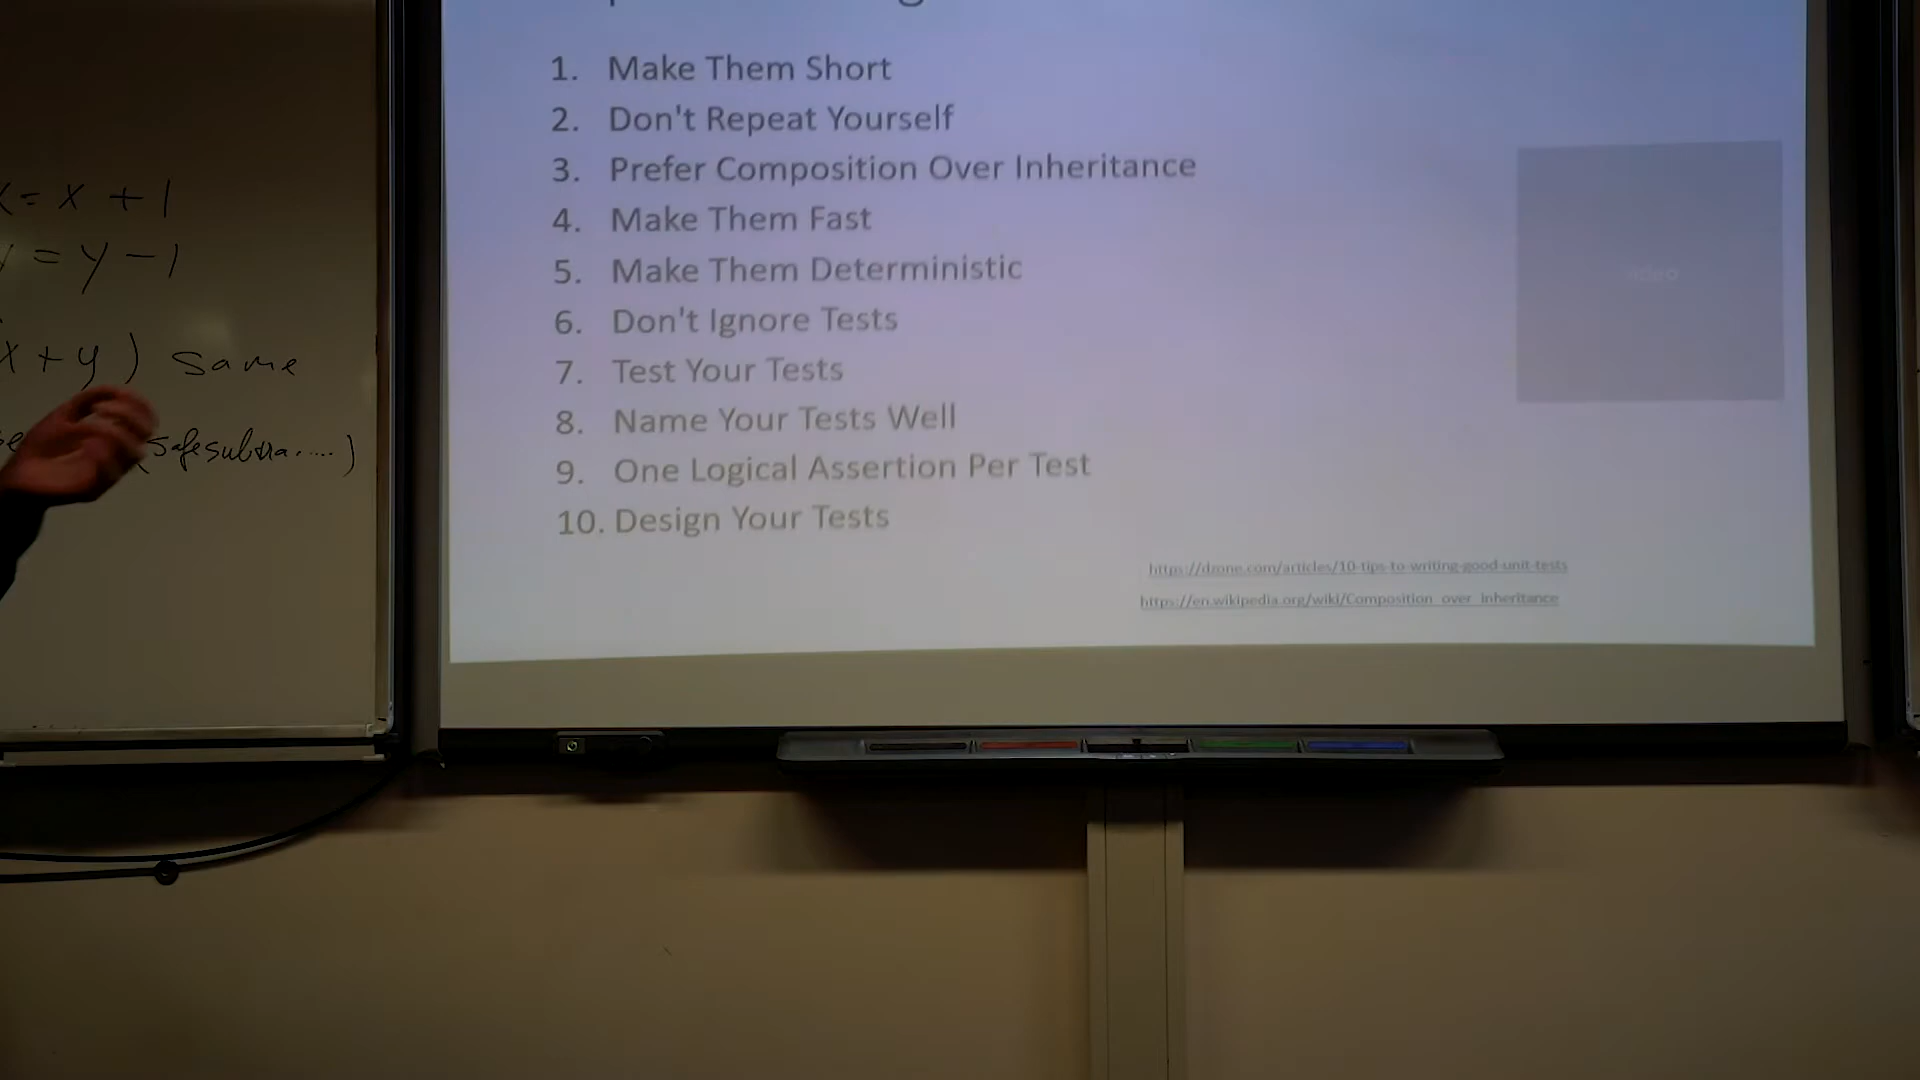 = x + 1
= y - 1
x + y ) same
(safesubtra.....)
1. Make Them Short
2. Don't Repeat Yourself
3. Prefer Composition Over Inheritance
4. Make Them Fast
5. Make Them Deterministic
6. Don't Ignore Tests
7. Test Your Tests
8. Name Your Tests Well
9. One Logical Assertion Per Test
10. Design Your Tests
video
https://dzone.com/articles/10-tips-to-writing-good-unit-tests
https://en.wikipedia.org/wiki/Composition_over_inheritance